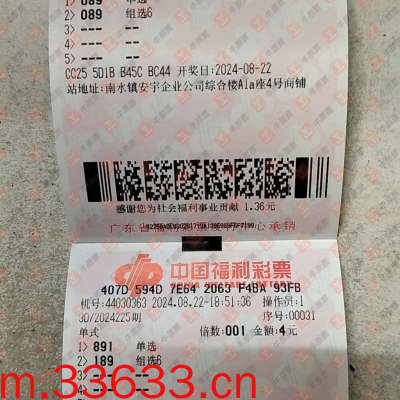 1> 089 单选
2> 089 组选6
3> --- --
4> --- --
5> --- --
CC25 5D1B B45C BC44 开奖日:2024-08-22
站地址:南水镇安宇企业公司综合楼A1a座4号商铺
感谢您为社会福利事业贡献 1.36元
中国福利彩票
407D 594D 7E64 2063 F4BA 93FB
机号:44030363 2024.08.22-18:51:36 操作员:1
3D/2024225期 序号:00031
单式 倍数:001 金额:4元
1> 891 单选
2> 189 组选6
3> --- --
m.33633.cn